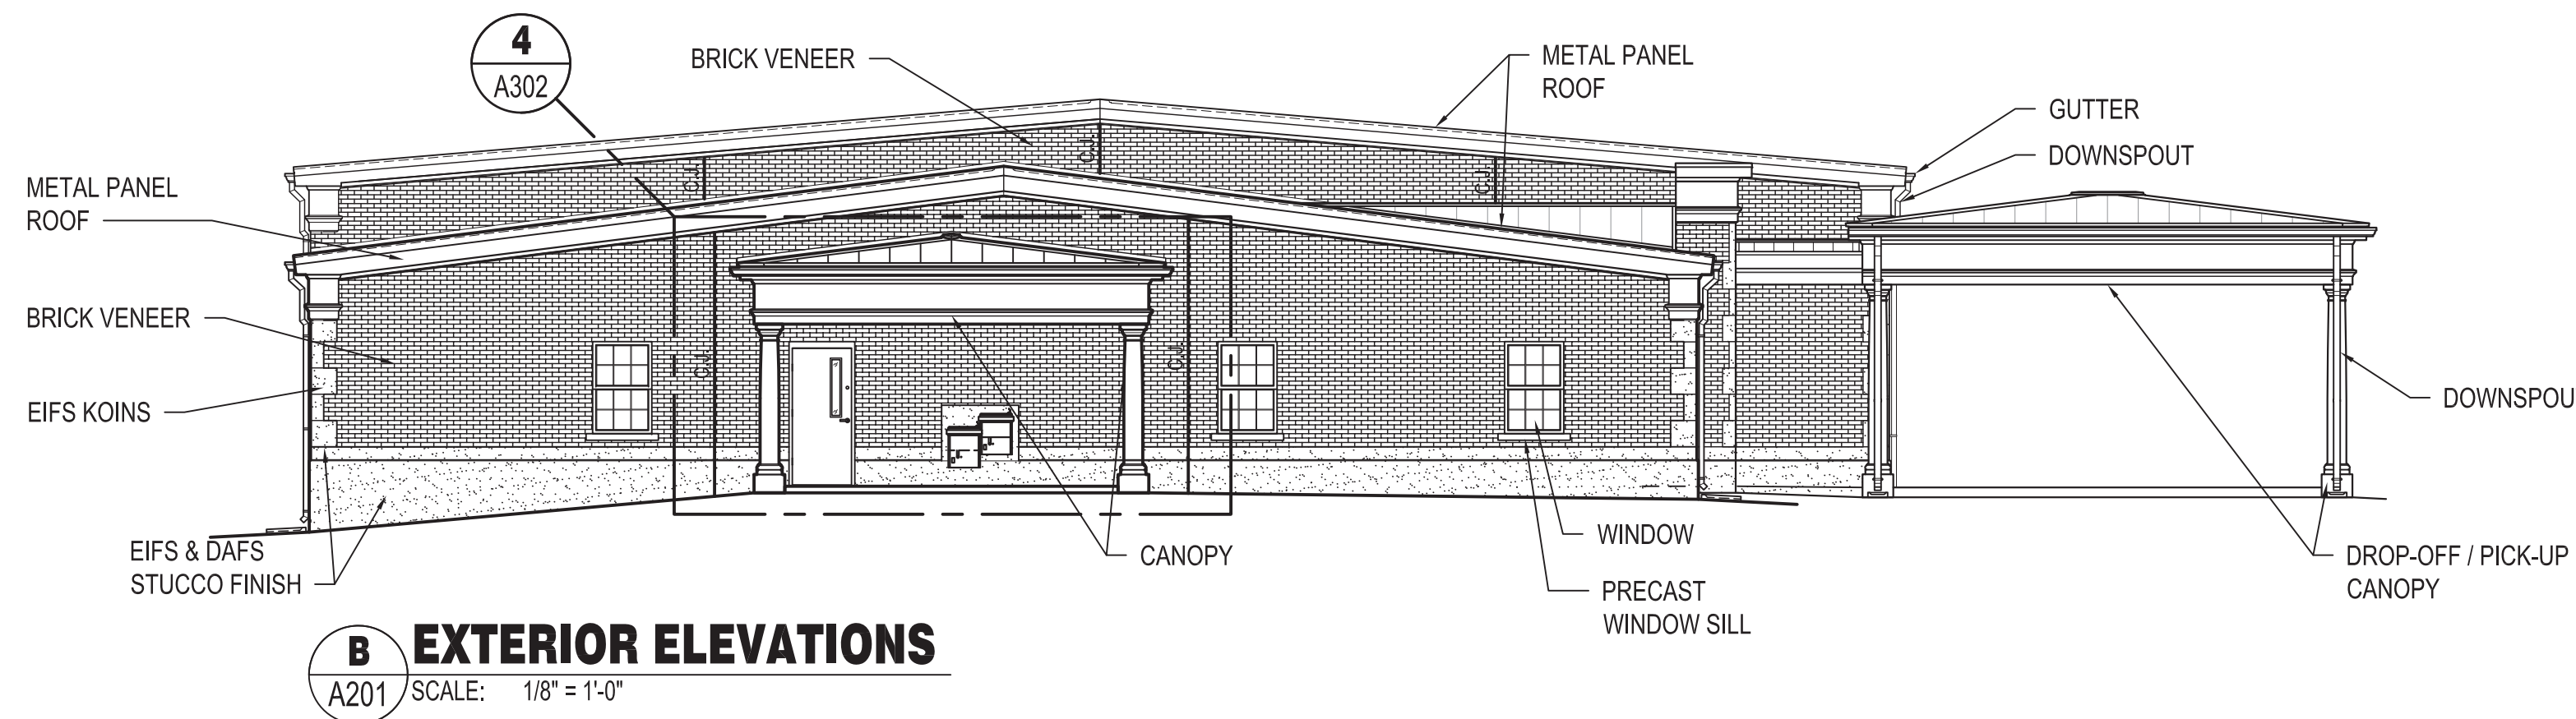 4
A302
BRICK VENEER
METAL PANEL
ROOF
GUTTER
DOWNSPOUT
METAL PANEL
ROOF
C.J.
C.J.
C.J.
BRICK VENEER
C.J.
C.J.
EIFS KOINS
DOWNSPOU
EIFS & DAFS
STUCCO FINISH
CANOPY
WINDOW
PRECAST
WINDOW SILL
DROP-OFF / PICK-UP
CANOPY
B
A201
EXTERIOR ELEVATIONS
SCALE: 1/8" = 1'-0"